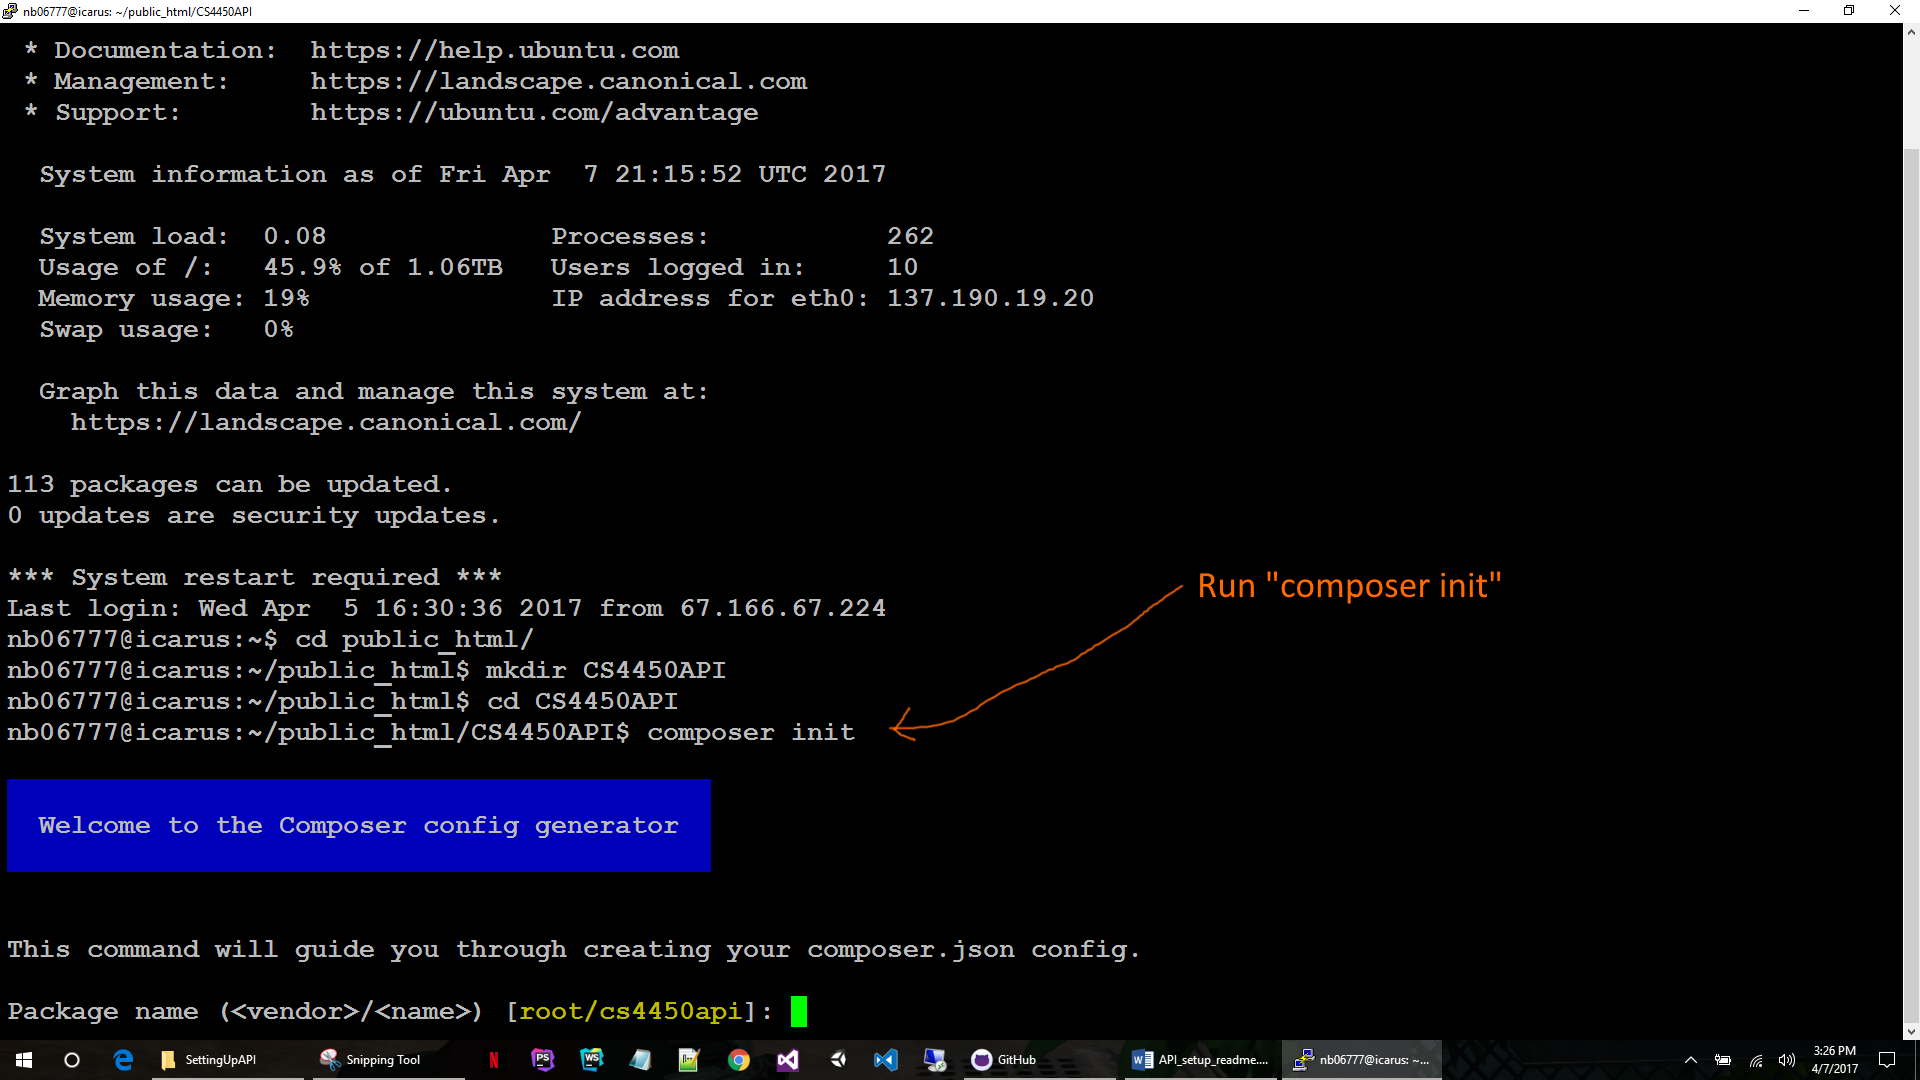 nb06777@icarus: ~/public_html/CS4450API
* Documentation:  https://help.ubuntu.com
* Management:     https://landscape.canonical.com
* Support:        https://ubuntu.com/advantage
System information as of Fri Apr  7 21:15:52 UTC 2017
System load:  0.08              Processes:           262
Usage of /:   45.9% of 1.06TB   Users logged in:     10
Memory usage: 19%               IP address for eth0: 137.190.19.20
Swap usage:   0%
Graph this data and manage this system at:
https://landscape.canonical.com/
113 packages can be updated.
0 updates are security updates.
*** System restart required ***
Run "composer init"
Last login: Wed Apr  5 16:30:36 2017 from 67.166.67.224
nb06777@icarus:~$ cd public_html/
nb06777@icarus:~/public_html$ mkdir CS4450API
nb06777@icarus:~/public_html$ cd CS4450API
nb06777@icarus:~/public_html/CS4450API$ composer init
Welcome to the Composer config generator
This command will guide you through creating your composer.json config.
Package name (<vendor>/<name>) [root/cs4450api]:
SettingUpAPI
Snipping Tool
N
PS
WS
GitHub
API_setup_readme....
nb06777@icarus: ~...
3:26 PM
4/7/2017